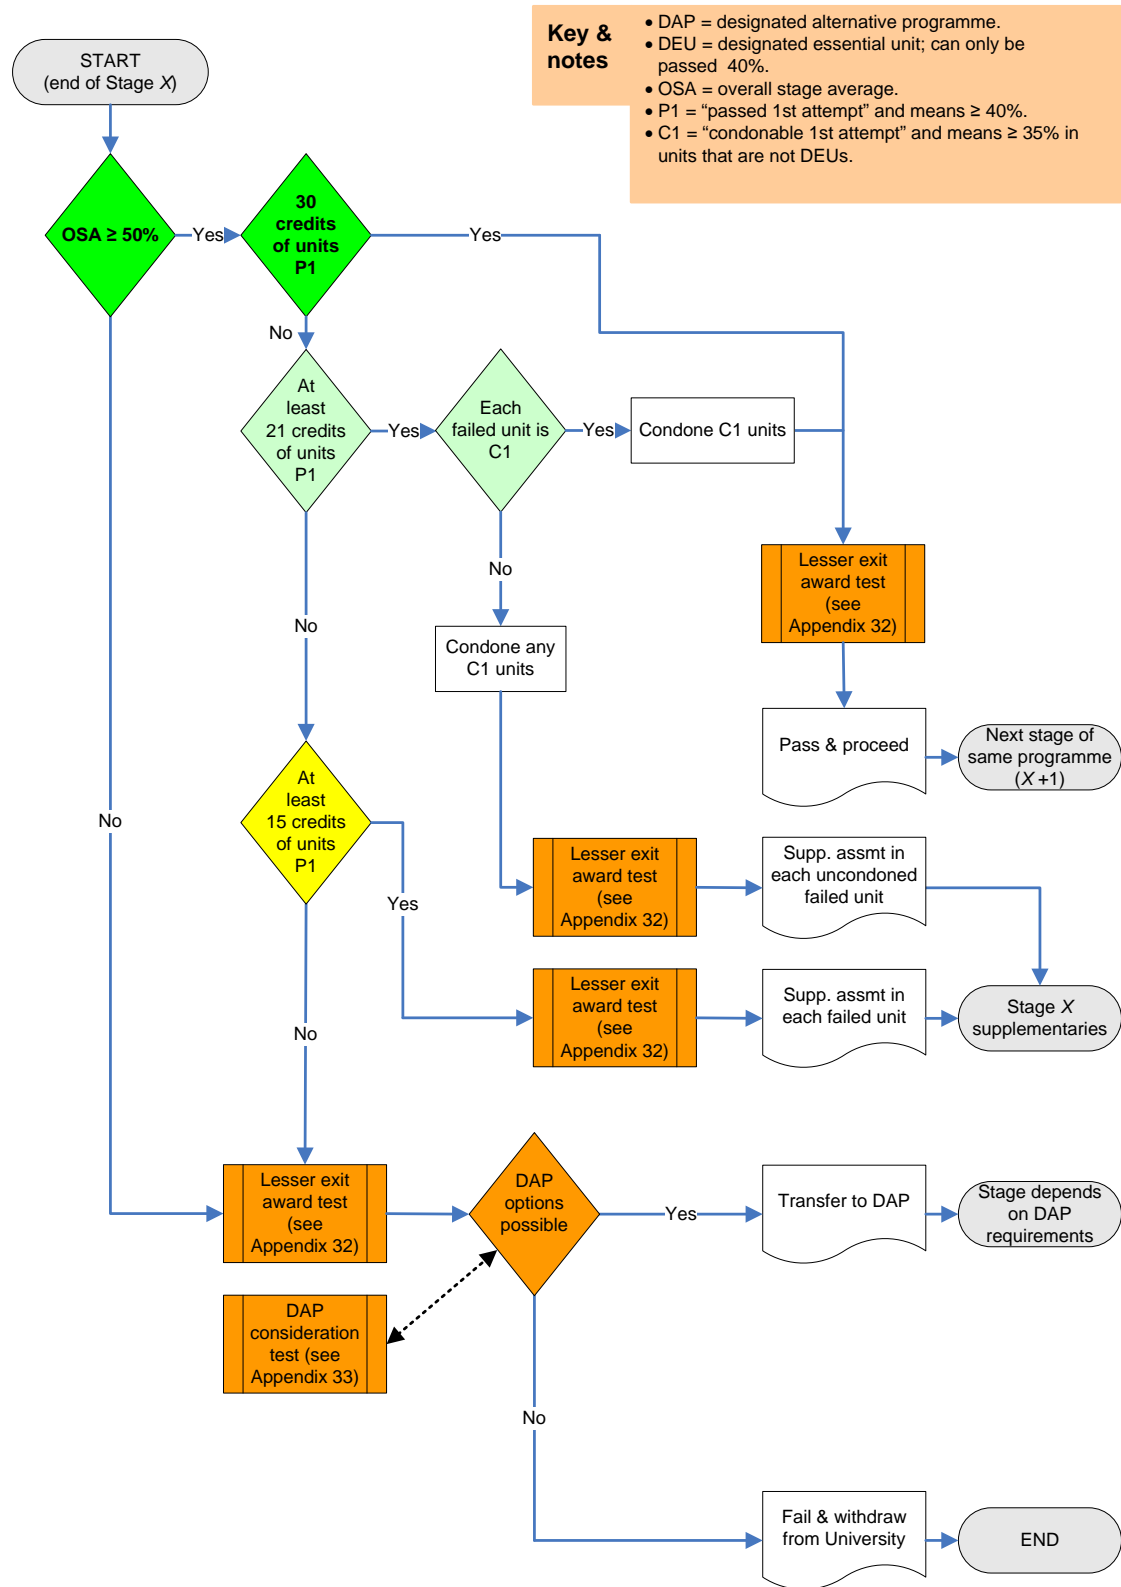 Key &
notes
• DAP = designated alternative programme.
• DEU = designated essential unit; can only be
passed  40%.
• OSA = overall stage average.
• P1 = “passed 1st attempt” and means ≥ 40%.
• C1 = “condonable 1st attempt” and means ≥ 35% in
units that are not DEUs.
START
(end of Stage X)
OSA ≥ 50%
Yes
30
credits
of units
P1
Yes
No
At
least
21 credits
of units
P1
Yes
Each
failed unit is
C1
Yes
Condone C1 units
No
No
Lesser exit
award test
(see
Appendix 32)
Condone any
C1 units
Pass & proceed
Next stage of
same programme
(X +1)
No
At
least
15 credits
of units
P1
Yes
Lesser exit
award test
(see
Appendix 32)
Supp. assmt in
each uncondoned
failed unit
Lesser exit
award test
(see
Appendix 32)
Supp. assmt in
each failed unit
Stage X
supplementaries
No
Lesser exit
award test
(see
Appendix 32)
DAP
options
possible
Yes
Transfer to DAP
Stage depends
on DAP
requirements
DAP
consideration
test (see
Appendix 33)
No
Fail & withdraw
from University
END